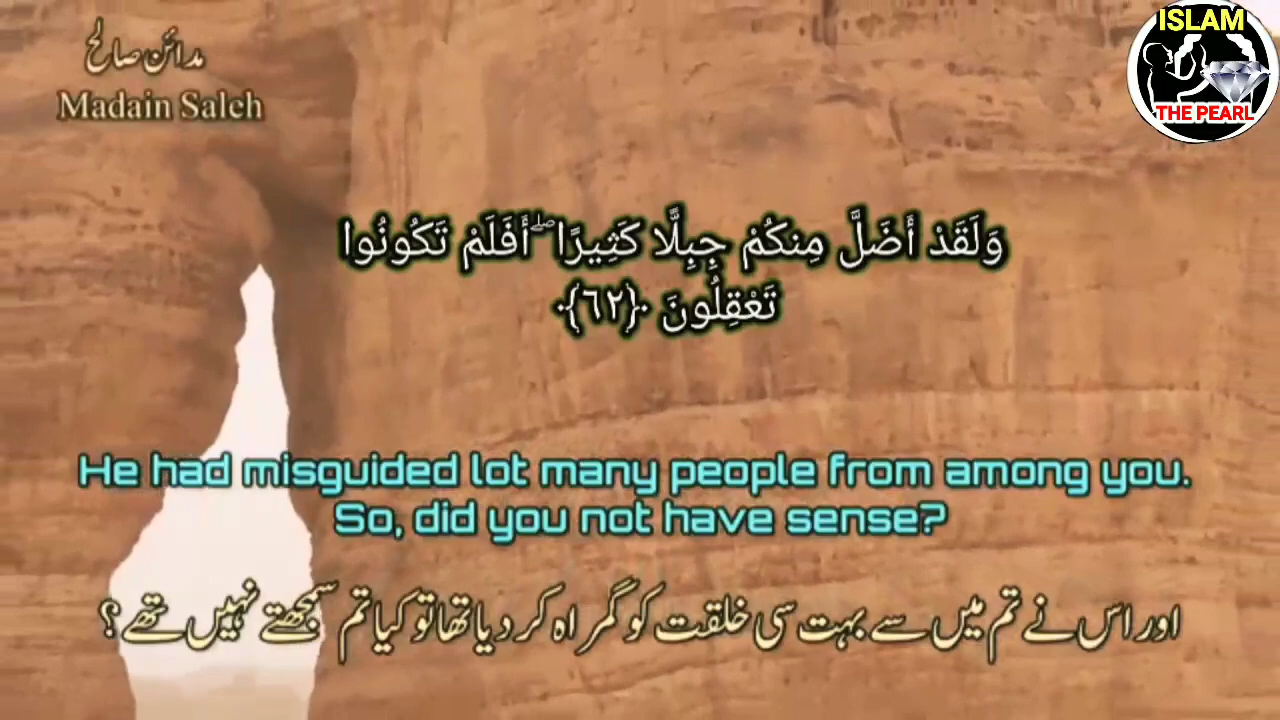 مدائن صالح
Madain Saleh
ISLAM
THE PEARL
وَلَقَدْ أَضَلَّ مِنكُمْ جِبِلًّا كَثِيرًا ۖ أَفَلَمْ تَكُونُوا
تَعْقِلُونَ ﴿٦٢﴾
He had misguided lot many people from among you.
So, did you not have sense?
اور اس نے تم میں سے بہت سی خلقت کو گمراہ کر دیا تھا تو کیا تم سمجھتے نہیں تھے؟